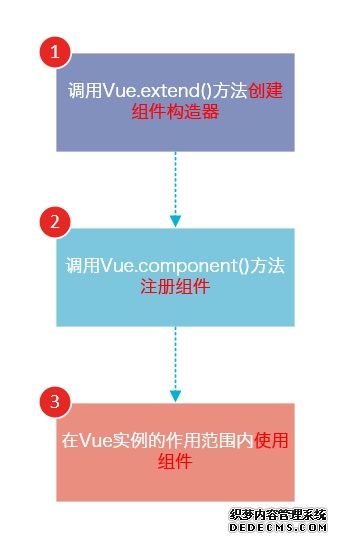 1
调用Vue.extend()方法创建
组件构造器
2
调用Vue.component()方法
注册组件
3
在Vue实例的作用范围内使用
组件
织梦内容管理系统
DEDECMS.COM